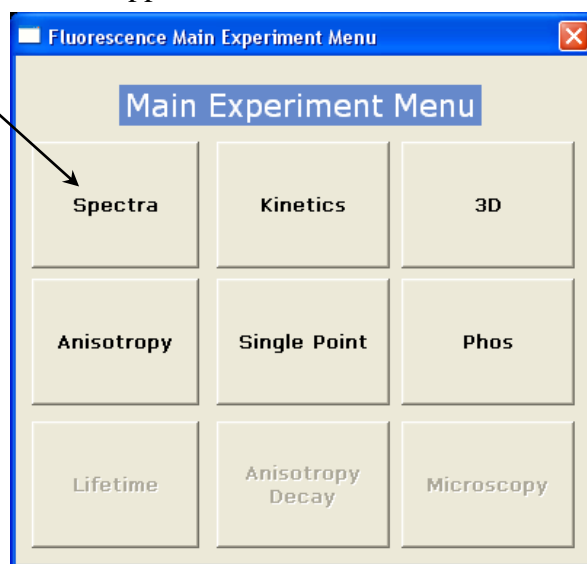 Fluorescence Main Experiment Menu
Main Experiment Menu
Spectra
Kinetics
3D
Anisotropy
Single Point
Phos
Lifetime
Anisotropy
Decay
Microscopy